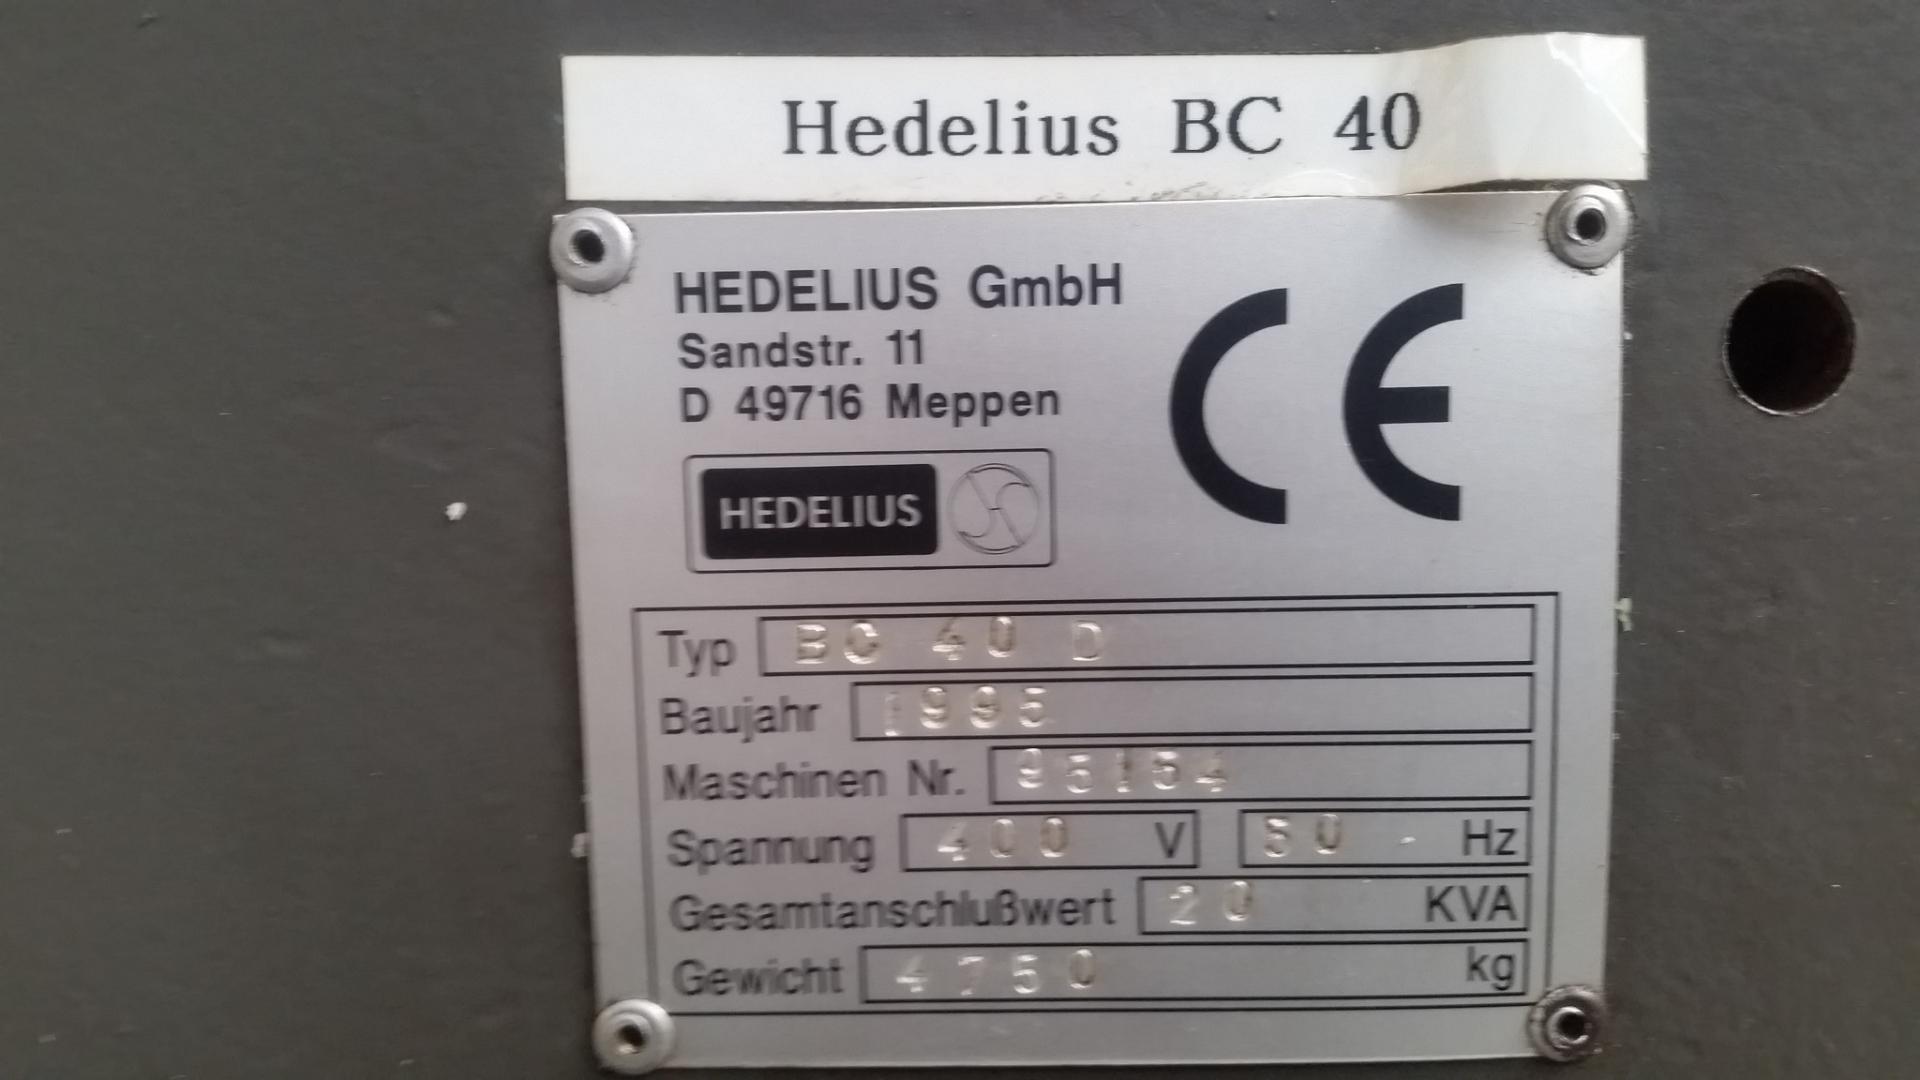 Hedelius BC 40
HEDELIUS GmbH
Sandstr. 11
D 49716 Meppen
CE
HEDELIUS
Typ BC 40 D
Baujahr 1995
Maschinen Nr. 95154
Spannung 400 V 50 Hz
Gesamtanschlußwert 20 KVA
Gewicht 4750 kg